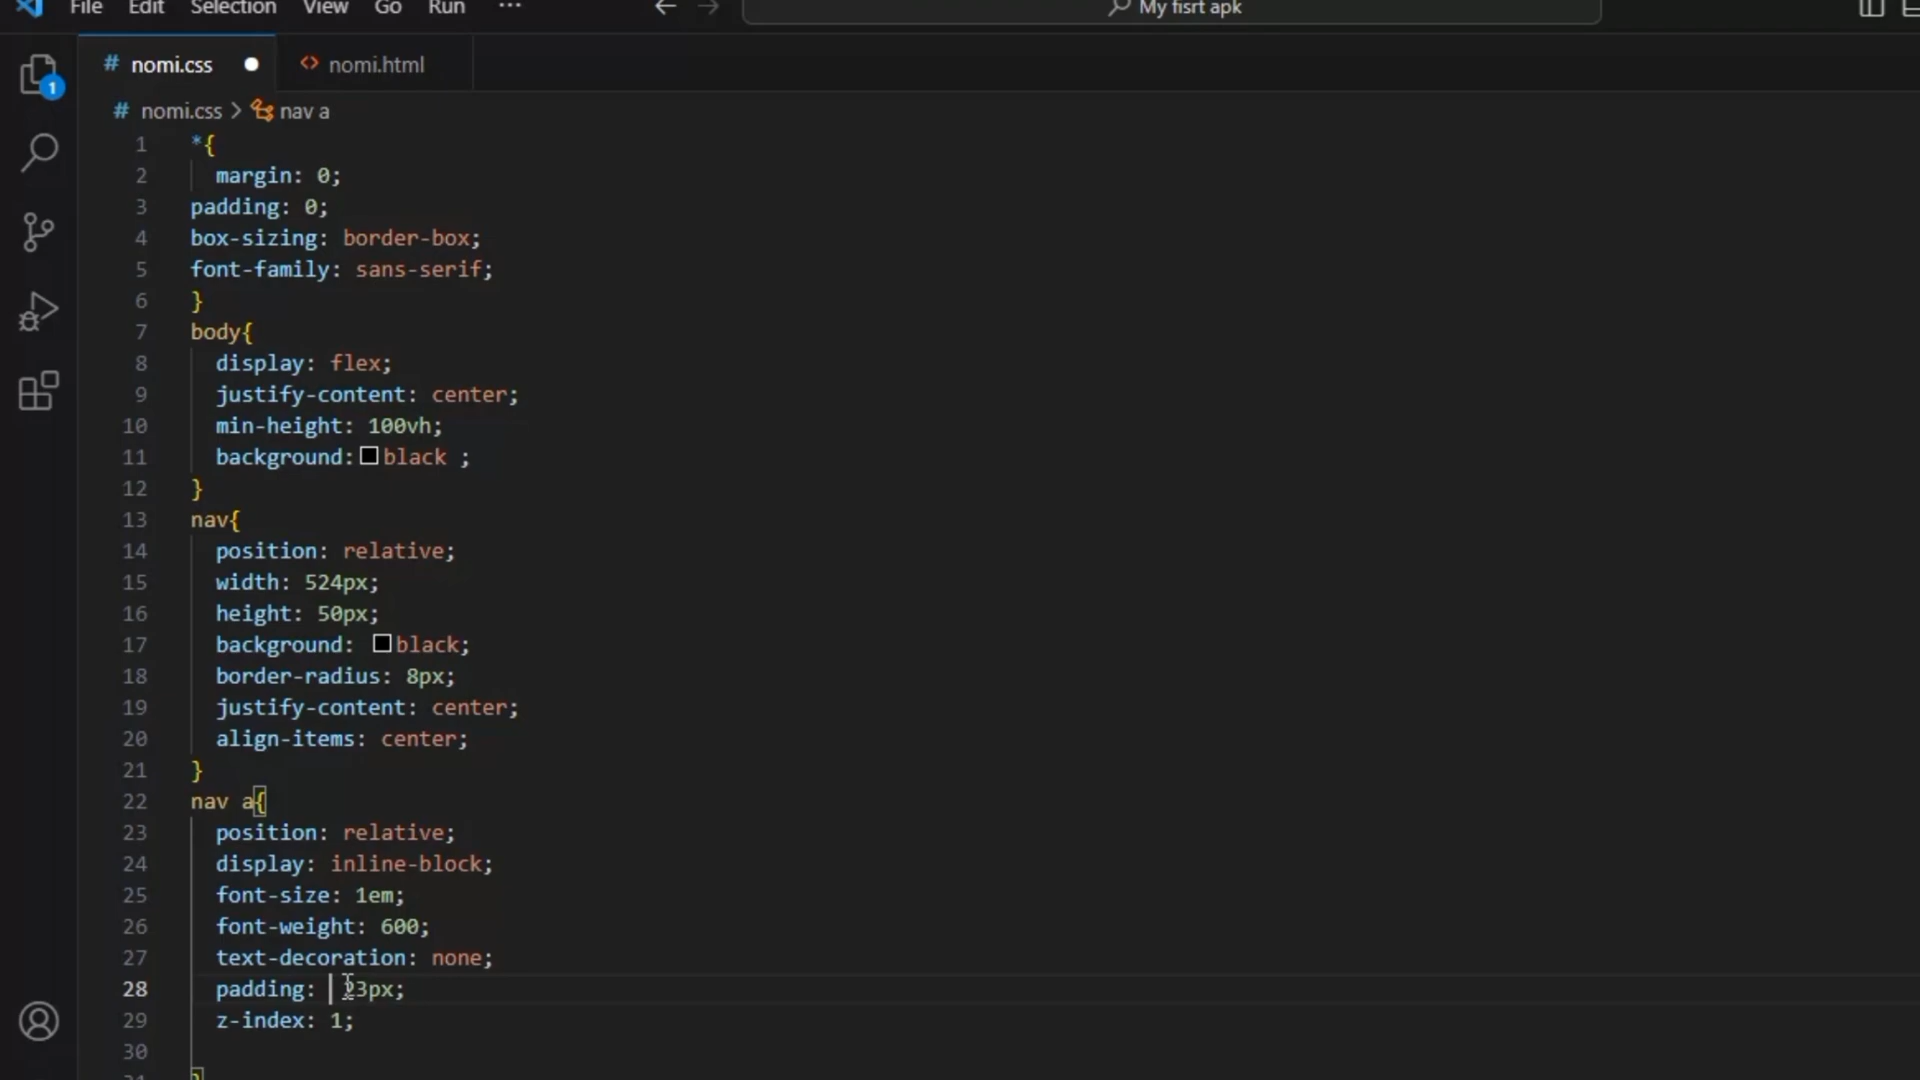 File Edit Selection View Go Run ···
My fisrt apk
nomi.css nomi.html
1
nomi.css > nav a
1 *{
2 margin: 0;
3 padding: 0;
4 box-sizing: border-box;
5 font-family: sans-serif;
6 }
7 body{
8 display: flex;
9 justify-content: center;
10 min-height: 100vh;
11 background: black ;
12 }
13 nav{
14 position: relative;
15 width: 524px;
16 height: 50px;
17 background: black;
18 border-radius: 8px;
19 justify-content: center;
20 align-items: center;
21 }
22 nav a{
23 position: relative;
24 display: inline-block;
25 font-size: 1em;
26 font-weight: 600;
27 text-decoration: none;
28 padding: 23px;
29 z-index: 1;
30
31 }